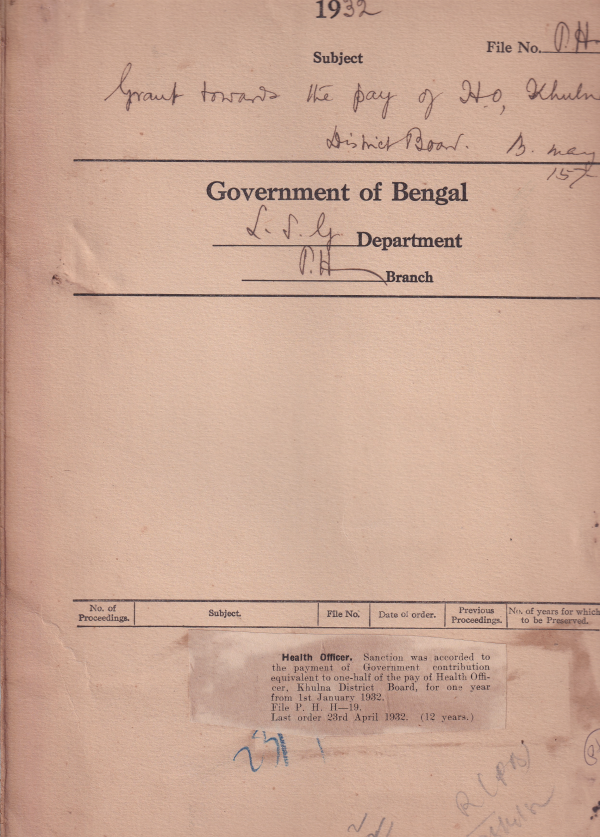 1932
File No. P.H
Subject
Grant towards the pay of H.O, Khuln
District Board. B. may
157
Government of Bengal
L. S. G Department
P.H Branch
No. of Proceedings. Subject. File No. Date of order. Previous Proceedings. No. of years for which to be Preserved.
Health Officer. Sanction was accorded to
the payment of Government contribution
equivalent to one-half of the pay of Health Offi-
cer, Khulna District Board, for one year
from 1st January 1932.
File P. H. H—19.
Last order 23rd April 1932. (12 years.)